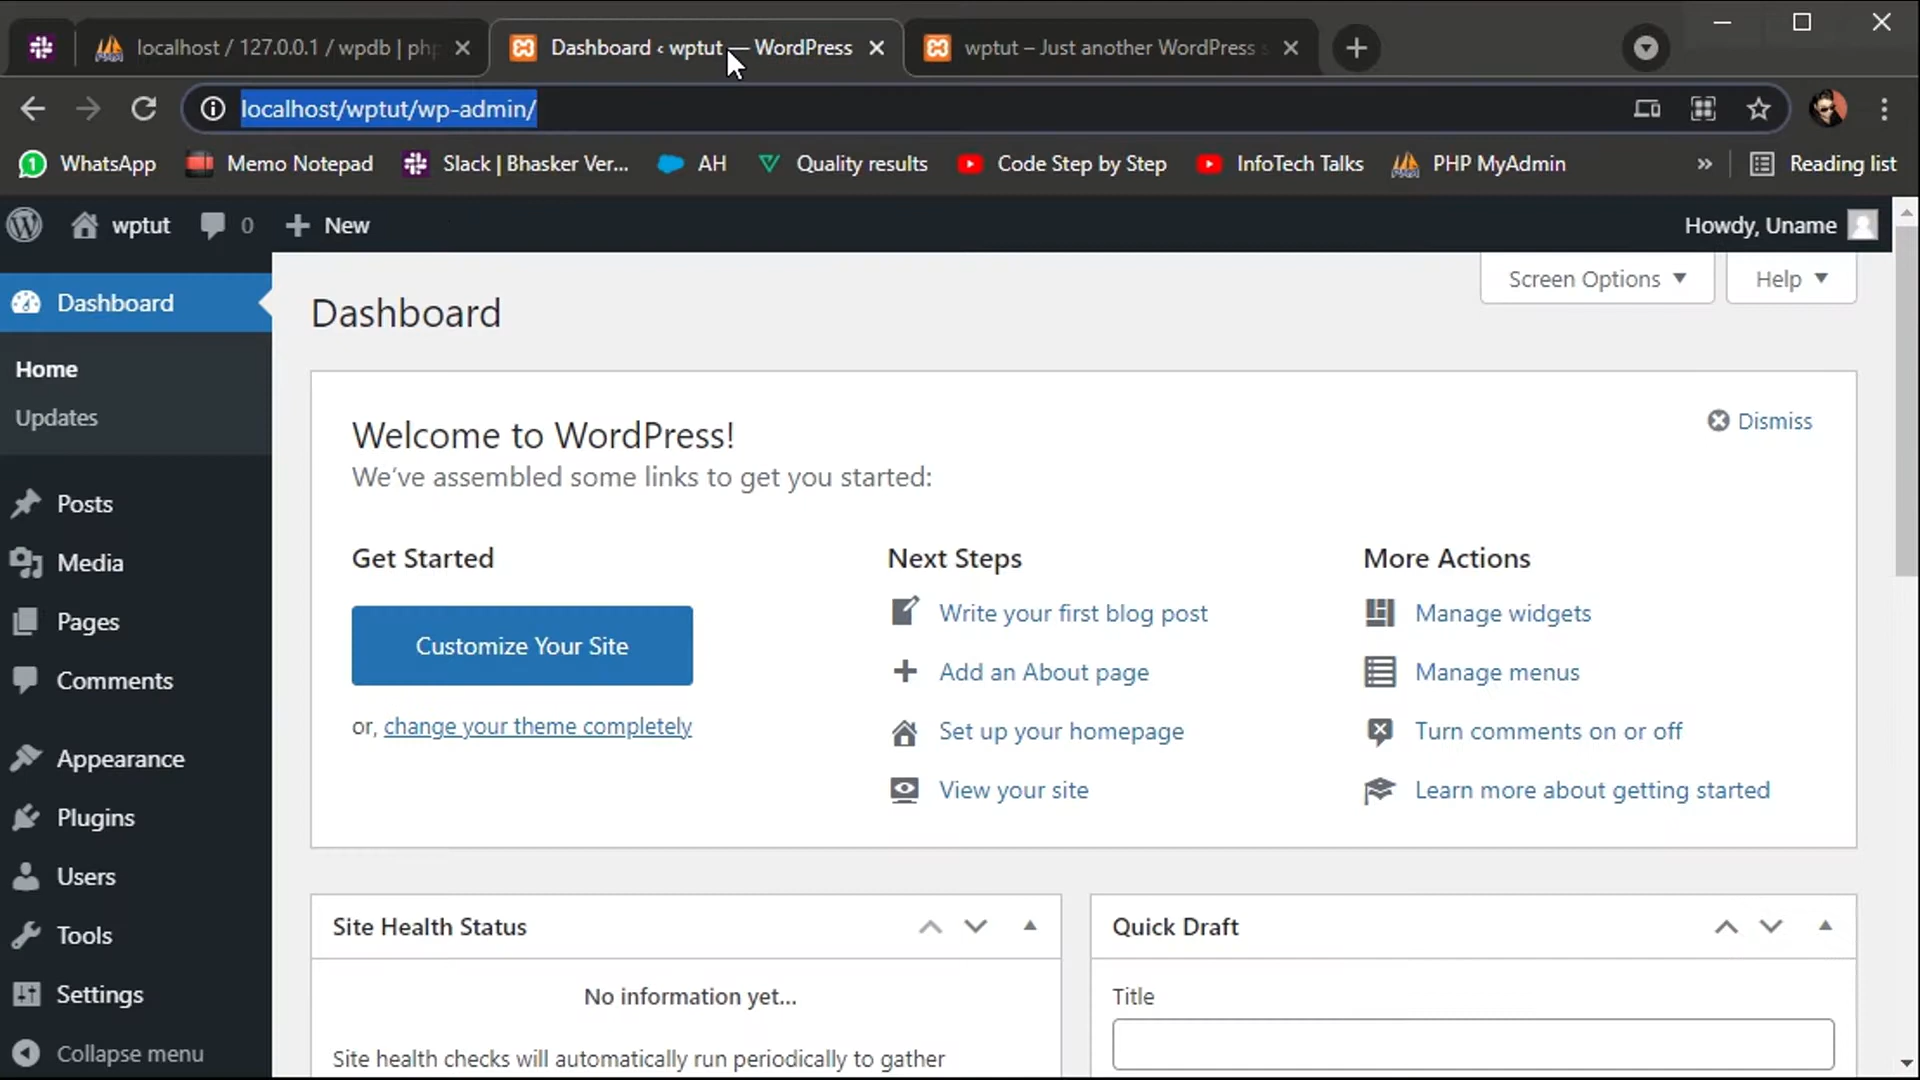 localhost / 127.0.0.1 / wpdb | php
Dashboard ‹ wptut — WordPress
wptut – Just another WordPress s
localhost/wptut/wp-admin/
WhatsApp
Memo Notepad
Slack | Bhasker Ver...
AH
Quality results
Code Step by Step
InfoTech Talks
PHP MyAdmin
»
Reading list
wptut
0
New
Howdy, Uname
Screen Options
Help
Dashboard
Home
Updates
Posts
Media
Pages
Comments
Appearance
Plugins
Users
Tools
Settings
Collapse menu
Dashboard
Welcome to WordPress!
Dismiss
We've assembled some links to get you started:
Get Started
Customize Your Site
or, change your theme completely
Next Steps
Write your first blog post
Add an About page
Set up your homepage
View your site
More Actions
Manage widgets
Manage menus
Turn comments on or off
Learn more about getting started
Site Health Status
No information yet...
Site health checks will automatically run periodically to gather
Quick Draft
Title